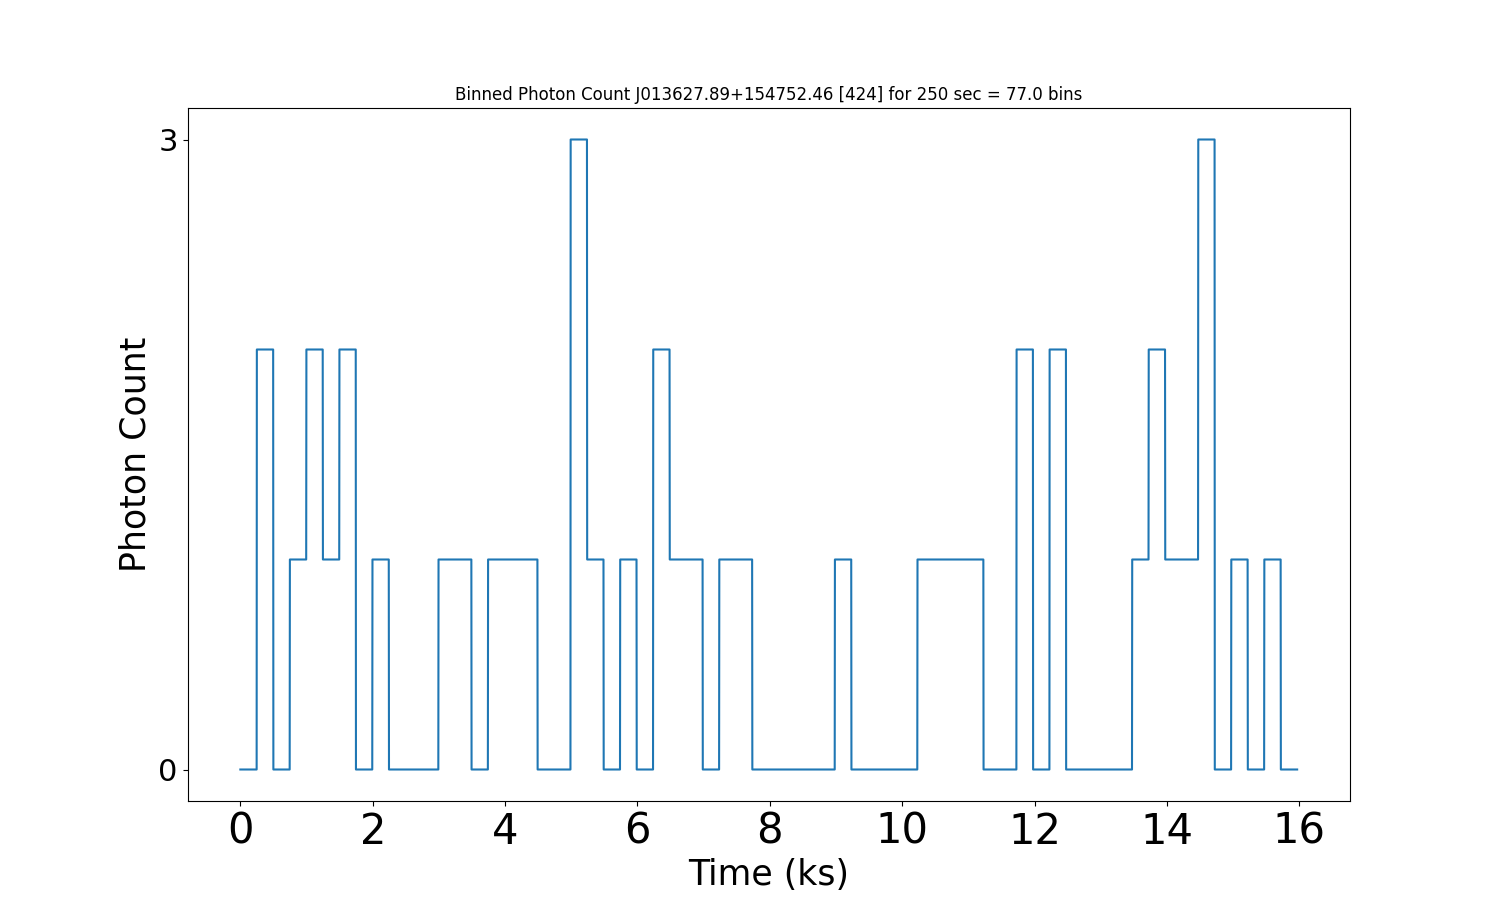 Binned Photon Count J013627.89+154752.46 [424] for 250 sec = 77.0 bins
3
Photon Count
0
0 2 4 6 8 10 12 14 16
Time (ks)